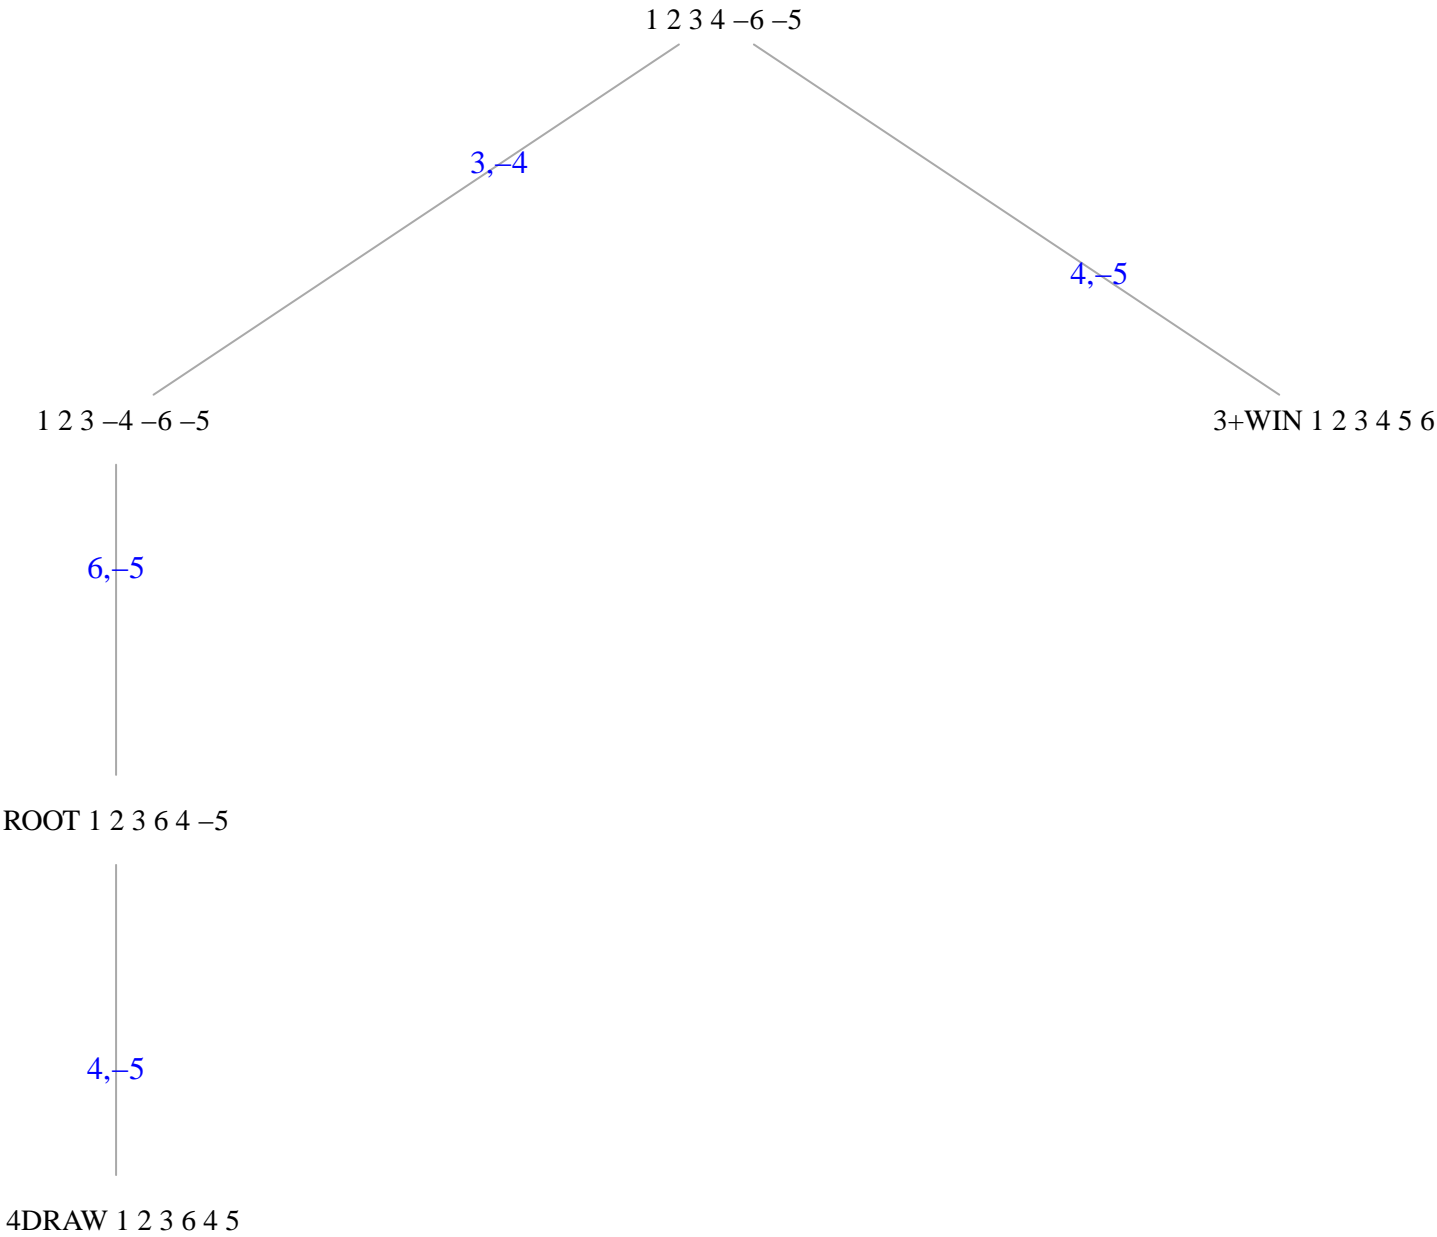 1 2 3 4 –6 –5
3,–4
4,–5
1 2 3 –4 –6 –5
3+WIN 1 2 3 4 5 6
6,–5
ROOT 1 2 3 6 4 –5
4,–5
4DRAW 1 2 3 6 4 5